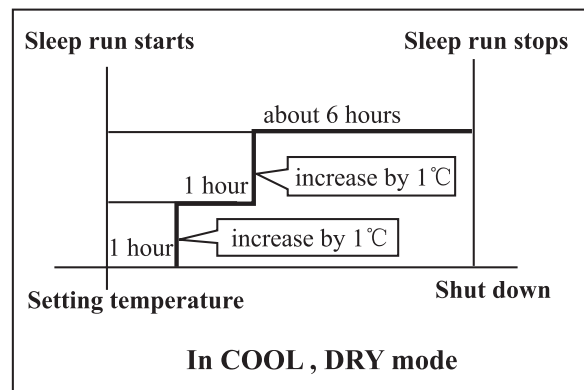 Sleep run starts
Sleep run stops
about 6 hours
1 hour
increase by 1℃
1 hour
increase by 1℃
Setting temperature
Shut down
In COOL , DRY mode